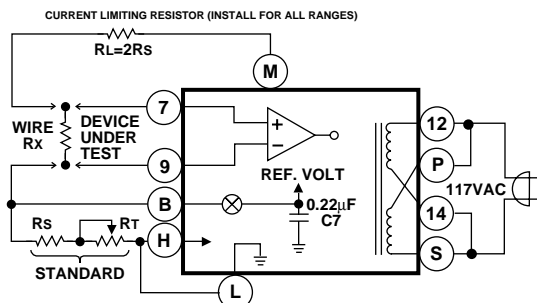 CURRENT LIMITING RESISTOR (INSTALL FOR ALL RANGES)
RL=2RS
M
7
12
WIRE
RX
DEVICE
UNDER
TEST
+
−
P
9
REF. VOLT
117VAC
B
0.22µF
C7
14
RS
RT
H
S
STANDARD
L